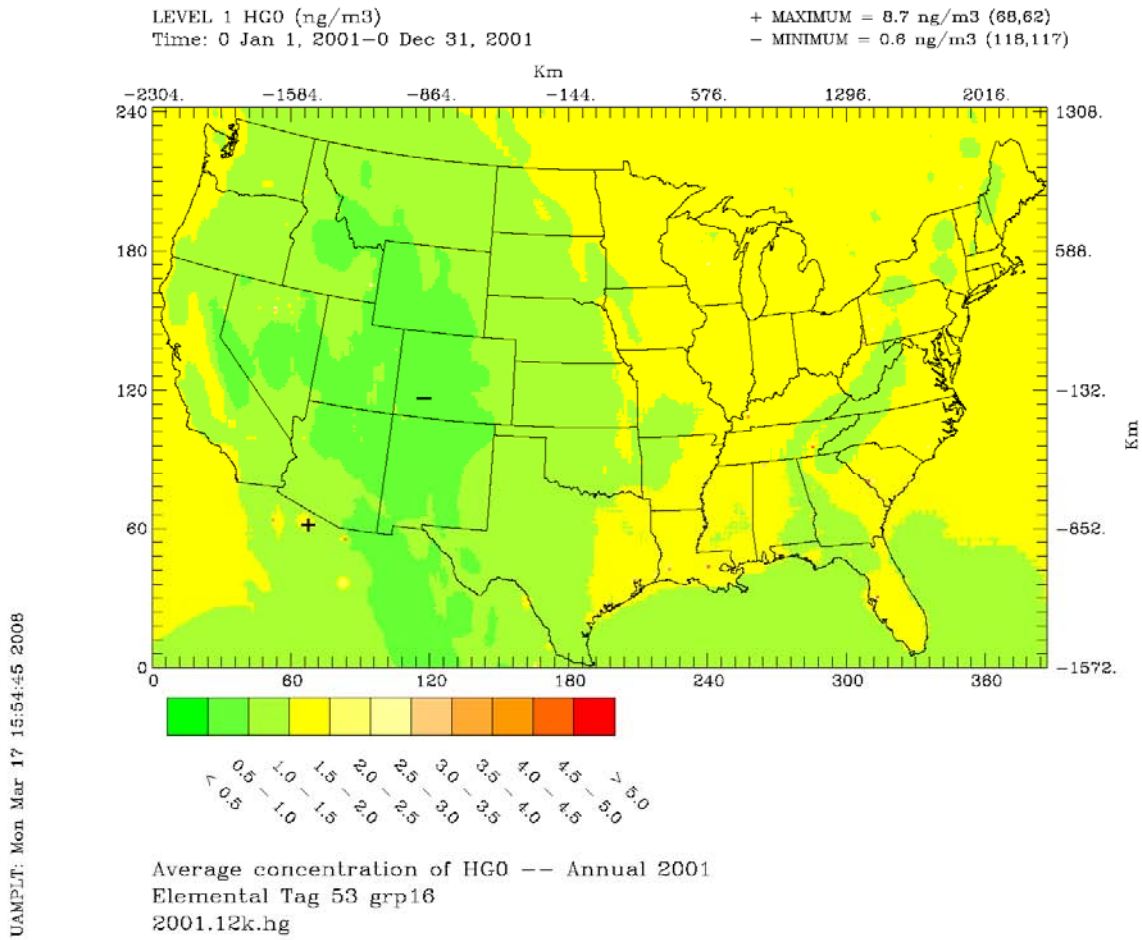 LEVEL 1 HG0 (ng/m3)
Time: 0 Jan 1, 2001–0 Dec 31, 2001
+ MAXIMUM = 8.7 ng/m3 (68,62)
− MINIMUM = 0.6 ng/m3 (118,117)
Km
−2304. −1584. −864. −144. 576. 1296. 2016.
240 1308.
180 588.
120 −132.
Km
60 −852.
0 −1572.
0 60 120 180 240 300 360
< 0.5
0.5 − 1.0
1.0 − 1.5
1.5 − 2.0
2.0 − 2.5
2.5 − 3.0
3.0 − 3.5
3.5 − 4.0
4.0 − 4.5
4.5 − 5.0
> 5.0
Average concentration of HG0 −− Annual 2001
Elemental Tag 53 grp16
2001.12k.hg
UAMPLT: Mon Mar 17 15:54:45 2008